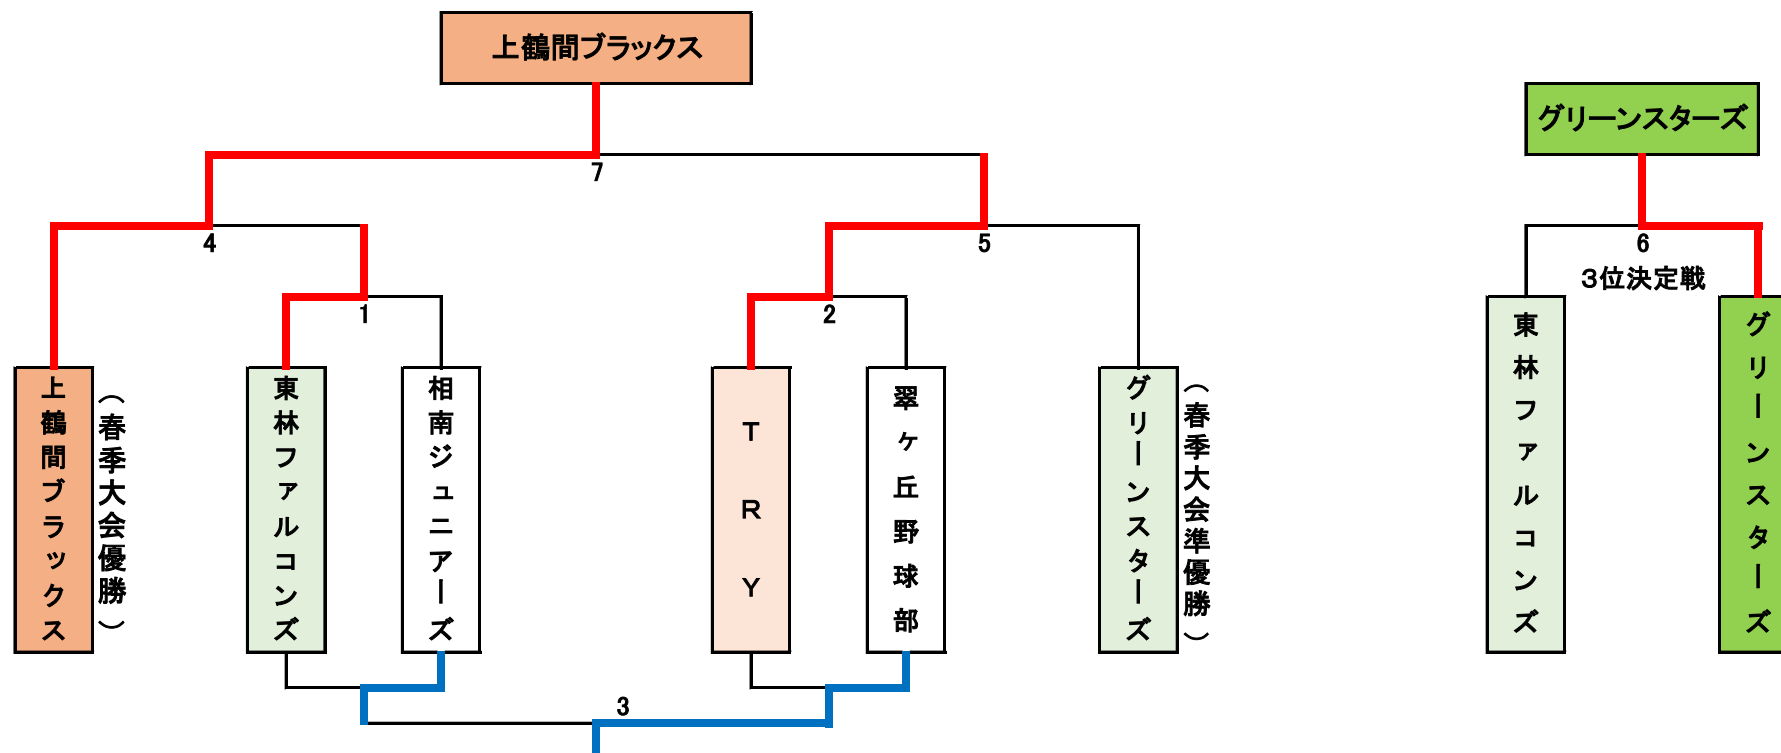 上鶴間ブラックス
グリーンスターズ
7
4
5
6
3位決定戦
1
2
上鶴間ブラックス
（春季大会優勝）
東林ファルコンズ
相南ジュニアーズ
TRY
翠ヶ丘野球部
グリーンスターズ
（春季大会準優勝）
東林ファルコンズ
グリーンスターズ
3